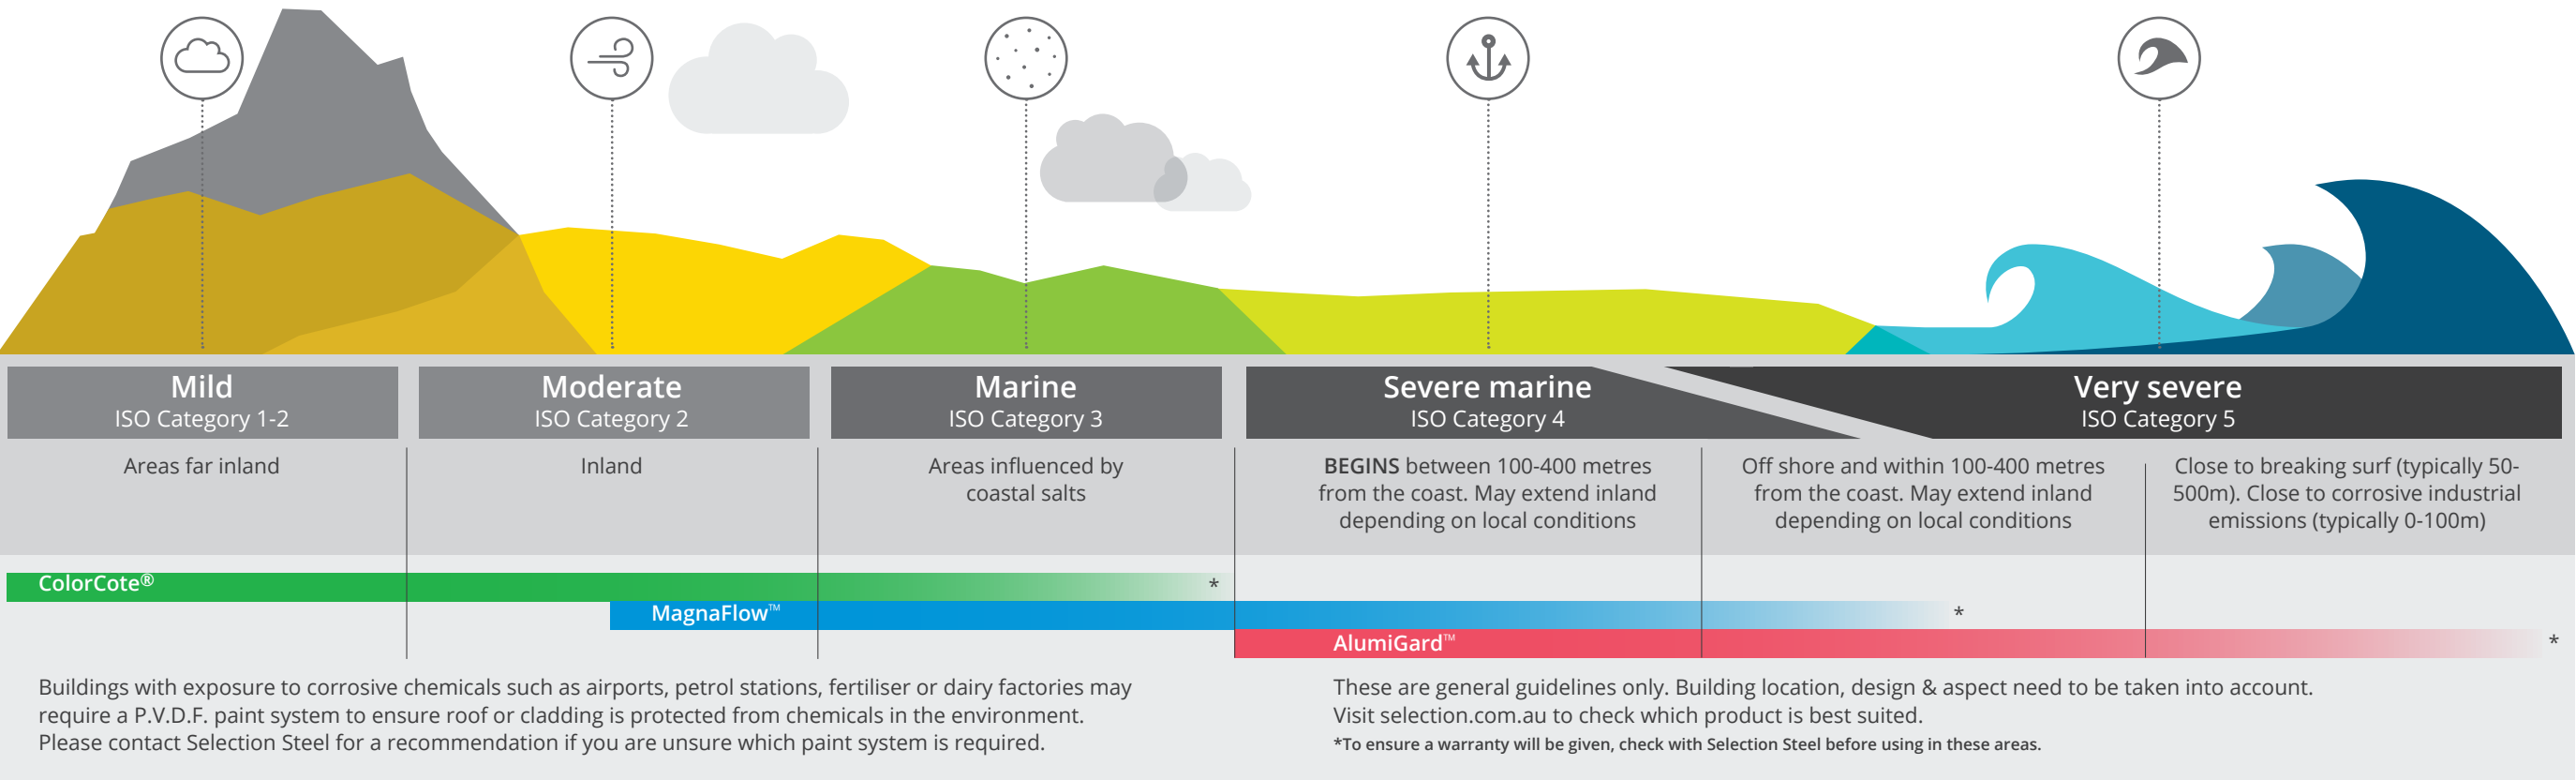 Mild
ISO Category 1-2
Moderate
ISO Category 2
Marine
ISO Category 3
Severe marine
ISO Category 4
Very severe
ISO Category 5
Areas far inland
Inland
Areas influenced by
coastal salts
BEGINS between 100-400 metres
from the coast. May extend inland
depending on local conditions
Off shore and within 100-400 metres
from the coast. May extend inland
depending on local conditions
Close to breaking surf (typically 50-
500m). Close to corrosive industrial
emissions (typically 0-100m)
ColorCote® *
MagnaFlow™ *
AlumiGard™ *
Buildings with exposure to corrosive chemicals such as airports, petrol stations, fertiliser or dairy factories may
require a P.V.D.F. paint system to ensure roof or cladding is protected from chemicals in the environment.
Please contact Selection Steel for a recommendation if you are unsure which paint system is required.
These are general guidelines only. Building location, design & aspect need to be taken into account.
Visit selection.com.au to check which product is best suited.
*To ensure a warranty will be given, check with Selection Steel before using in these areas.